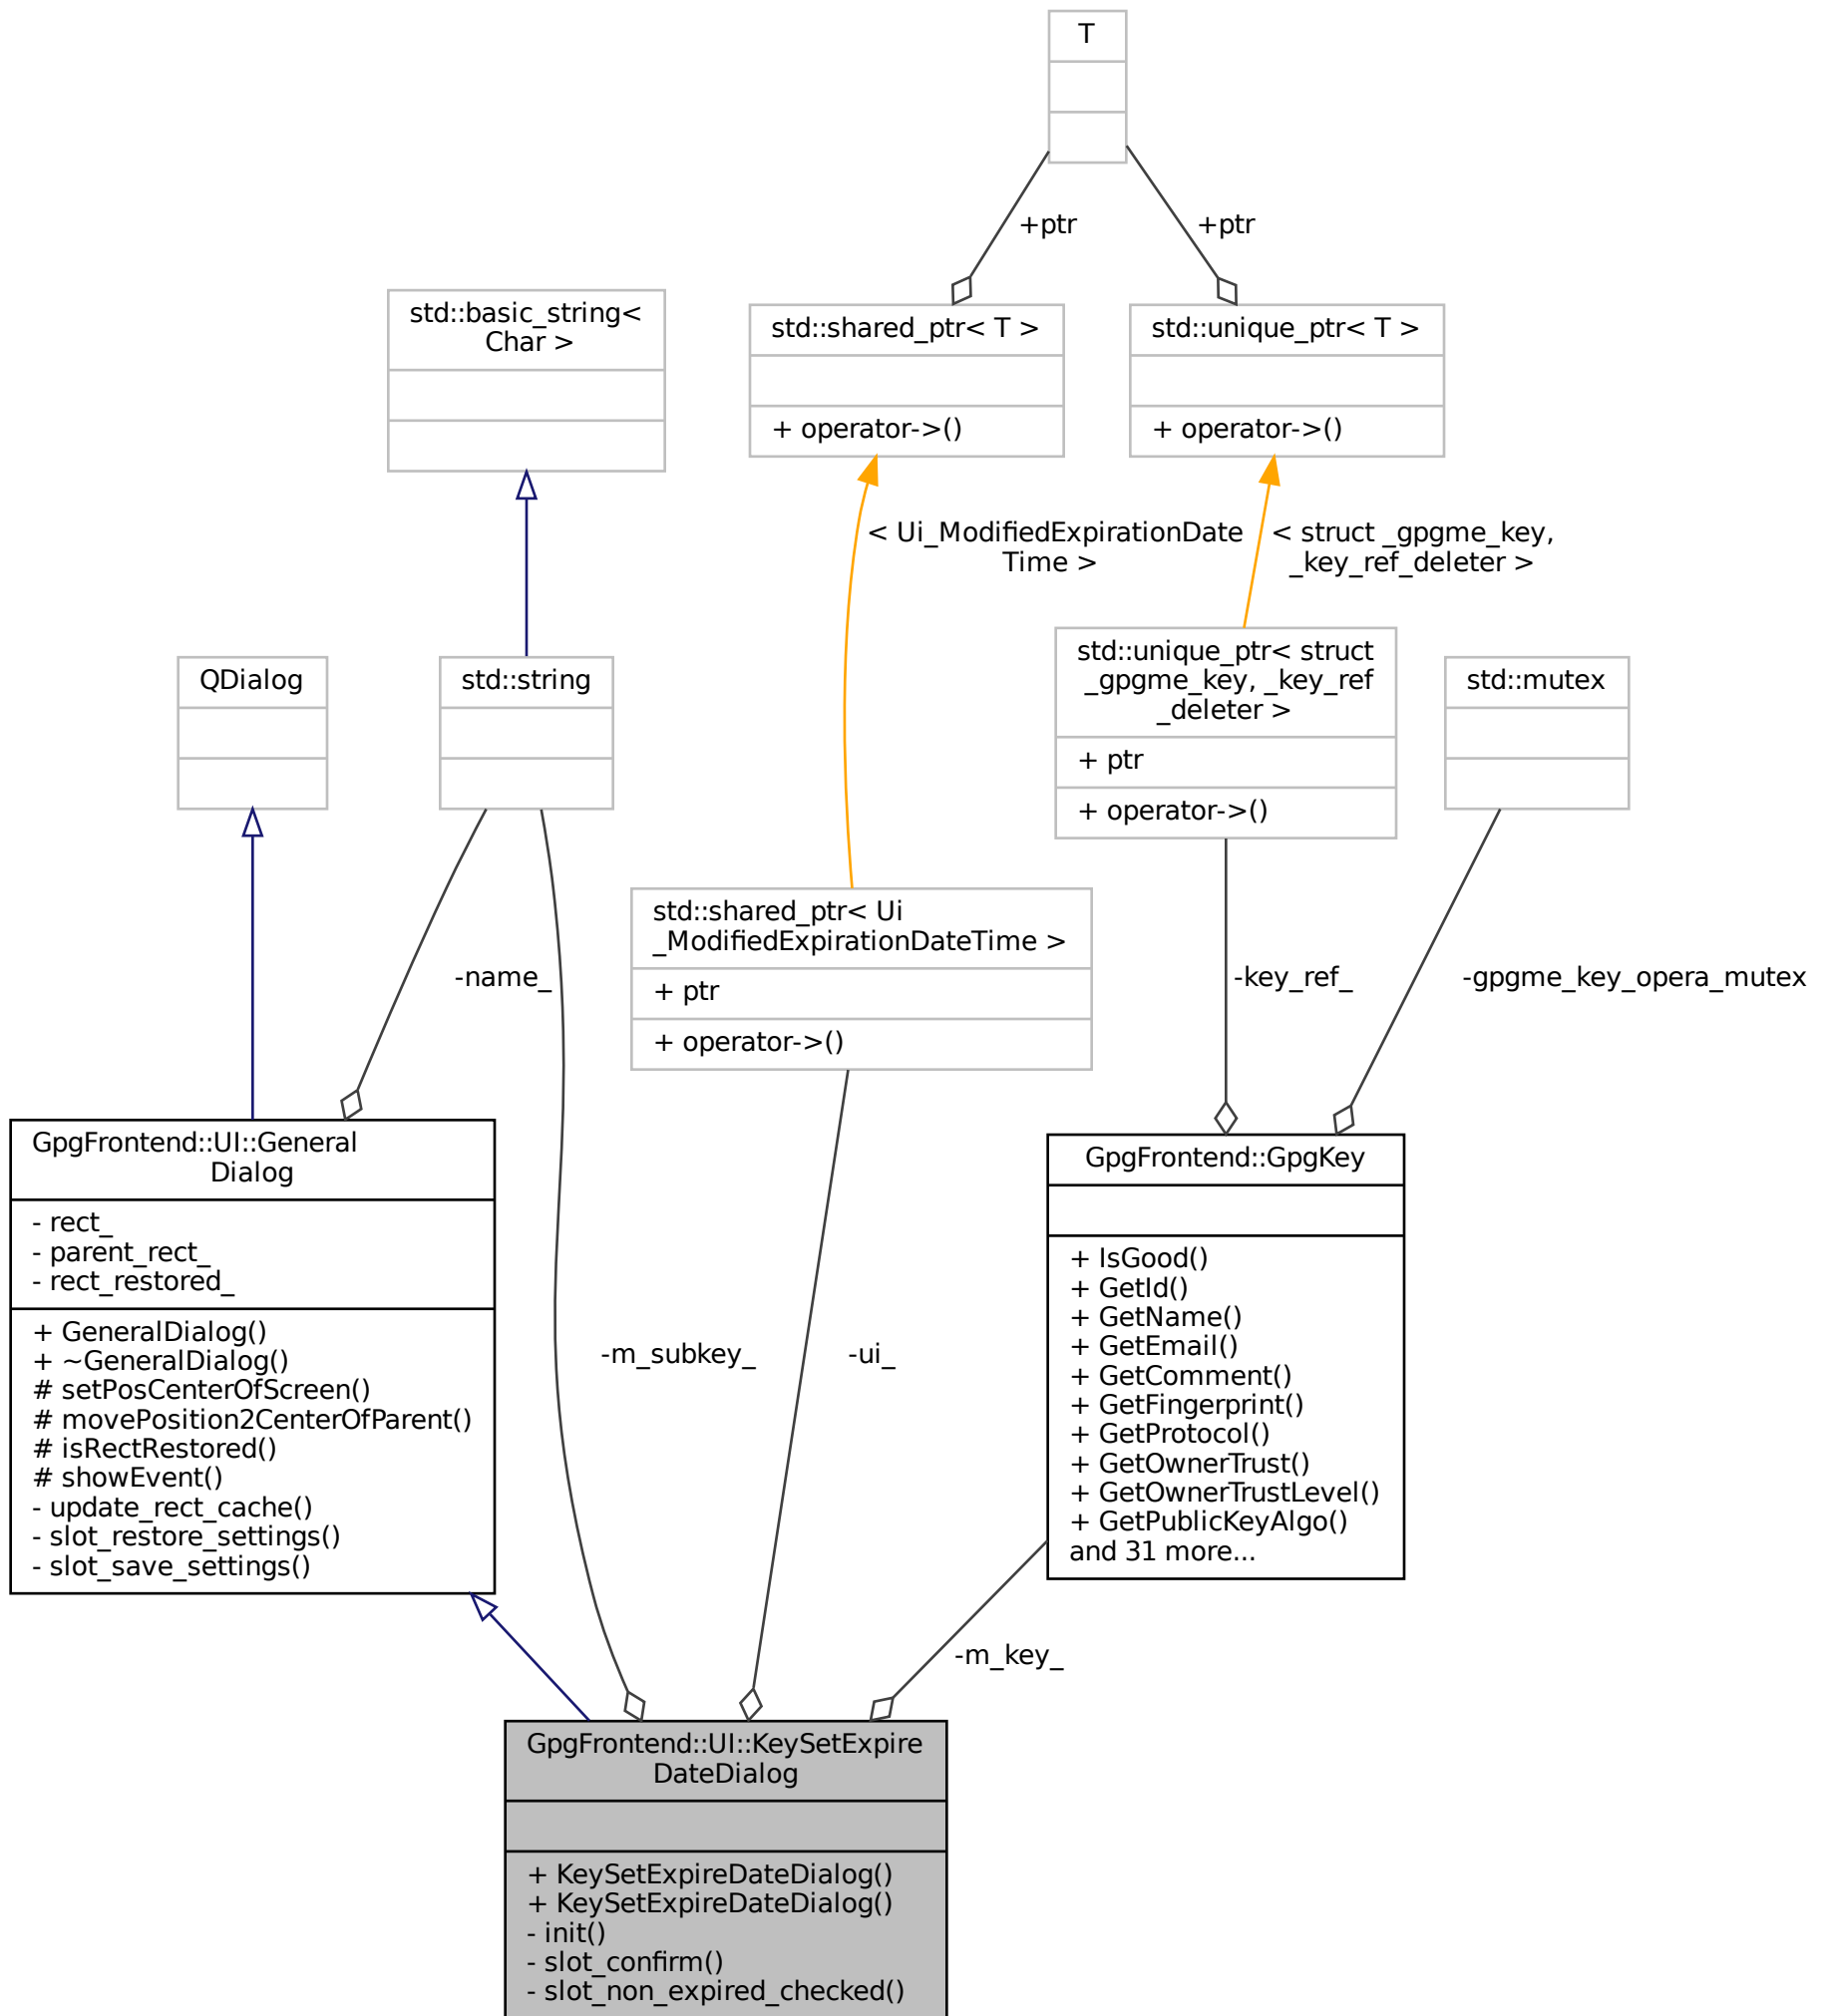 T
+ptr
+ptr
std::basic_string<
Char >
std::shared_ptr< T >
+ operator->()
std::unique_ptr< T >
+ operator->()
< Ui_ModifiedExpirationDate
Time >
< struct _gpgme_key,
_key_ref_deleter >
QDialog
std::string
std::unique_ptr< struct
_gpgme_key, _key_ref
_deleter >
+ ptr
+ operator->()
std::mutex
std::shared_ptr< Ui
_ModifiedExpirationDateTime >
+ ptr
+ operator->()
-name_
-key_ref_
-gpgme_key_opera_mutex
GpgFrontend::UI::General
Dialog
- rect_
- parent_rect_
- rect_restored_
+ GeneralDialog()
+ ~GeneralDialog()
# setPosCenterOfScreen()
# movePosition2CenterOfParent()
# isRectRestored()
# showEvent()
- update_rect_cache()
- slot_restore_settings()
- slot_save_settings()
-m_subkey_
-ui_
GpgFrontend::GpgKey
+ IsGood()
+ GetId()
+ GetName()
+ GetEmail()
+ GetComment()
+ GetFingerprint()
+ GetProtocol()
+ GetOwnerTrust()
+ GetOwnerTrustLevel()
+ GetPublicKeyAlgo()
and 31 more...
-m_key_
GpgFrontend::UI::KeySetExpire
DateDialog
+ KeySetExpireDateDialog()
+ KeySetExpireDateDialog()
- init()
- slot_confirm()
- slot_non_expired_checked()